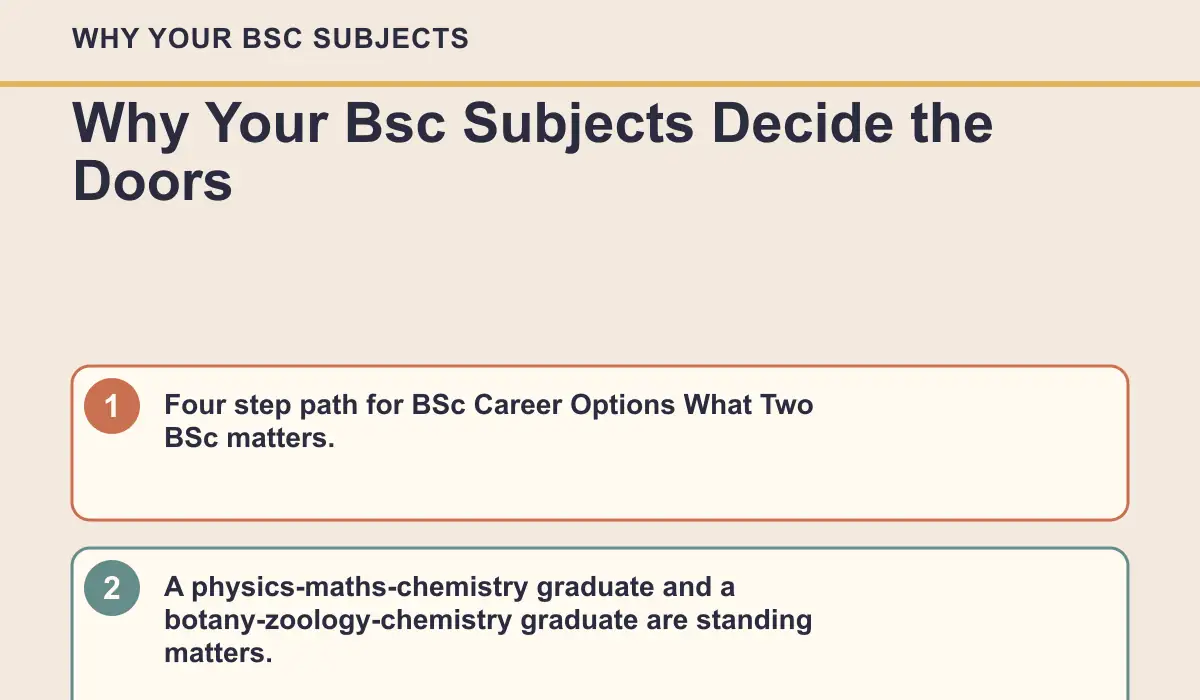 WHY YOUR BSC SUBJECTS
Why Your Bsc Subjects Decide the
Doors
1
Four step path for BSc Career Options What Two
BSc matters.
2
A physics-maths-chemistry graduate and a
botany-zoology-chemistry graduate are standing
matters.